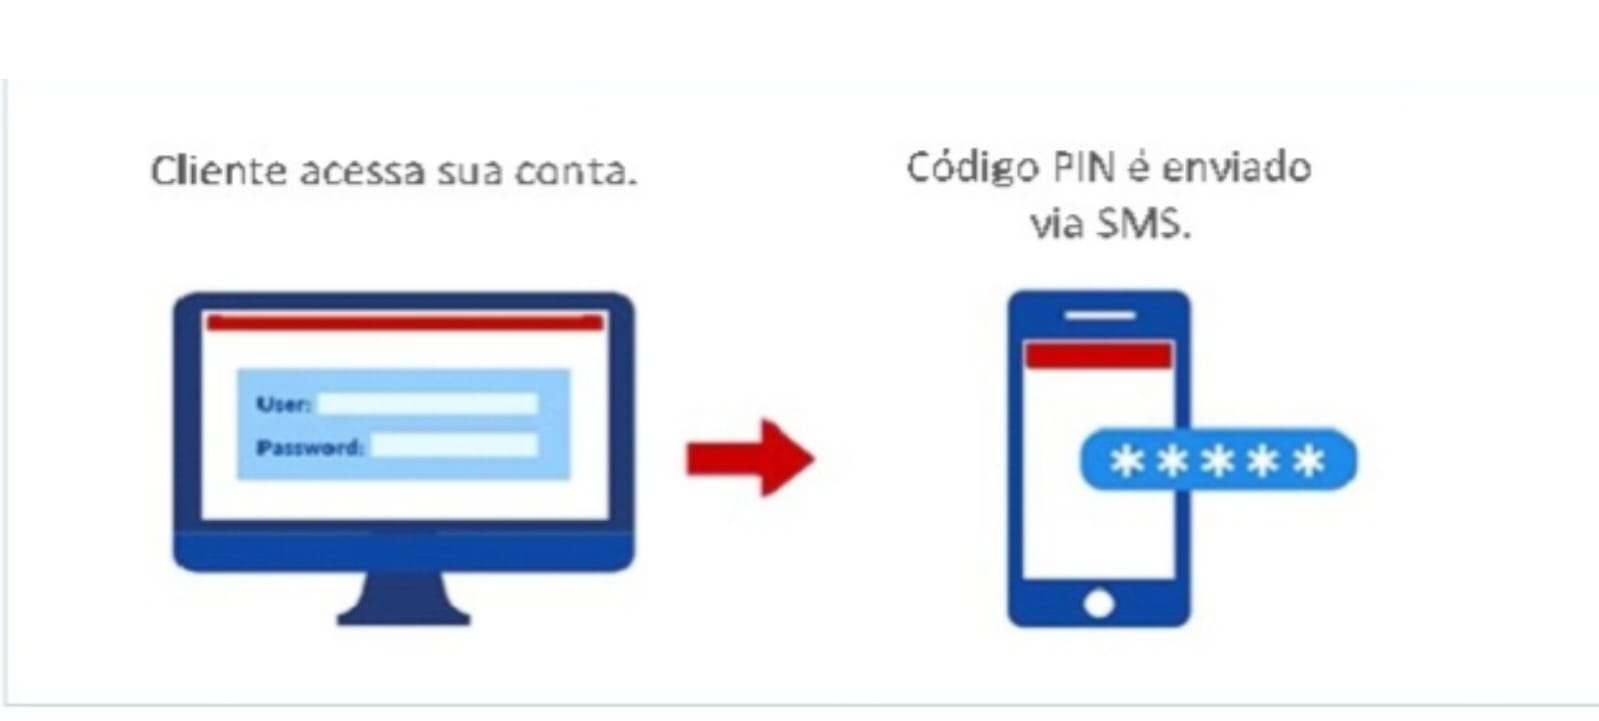 Cliente acessa sua conta.
Código PIN é enviado
via SMS.
User:
Password:
*****